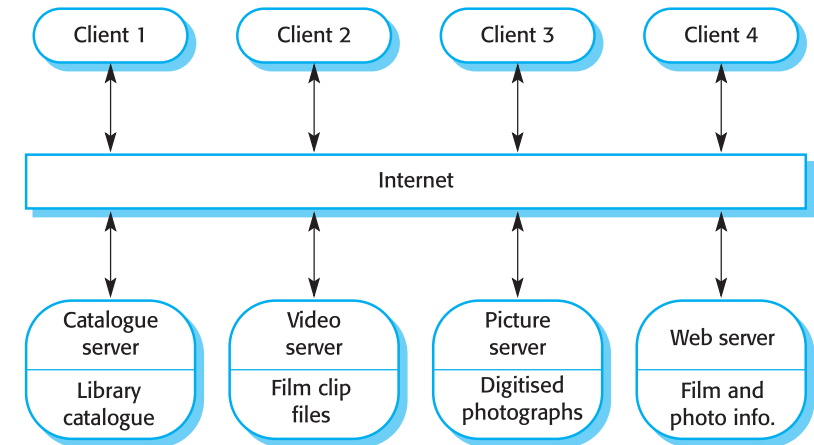 Client 1
Client 2
Client 3
Client 4
Internet
Catalogue
server
Library
catalogue
Video
server
Film clip
files
Picture
server
Digitised
photographs
Web server
Film and
photo info.